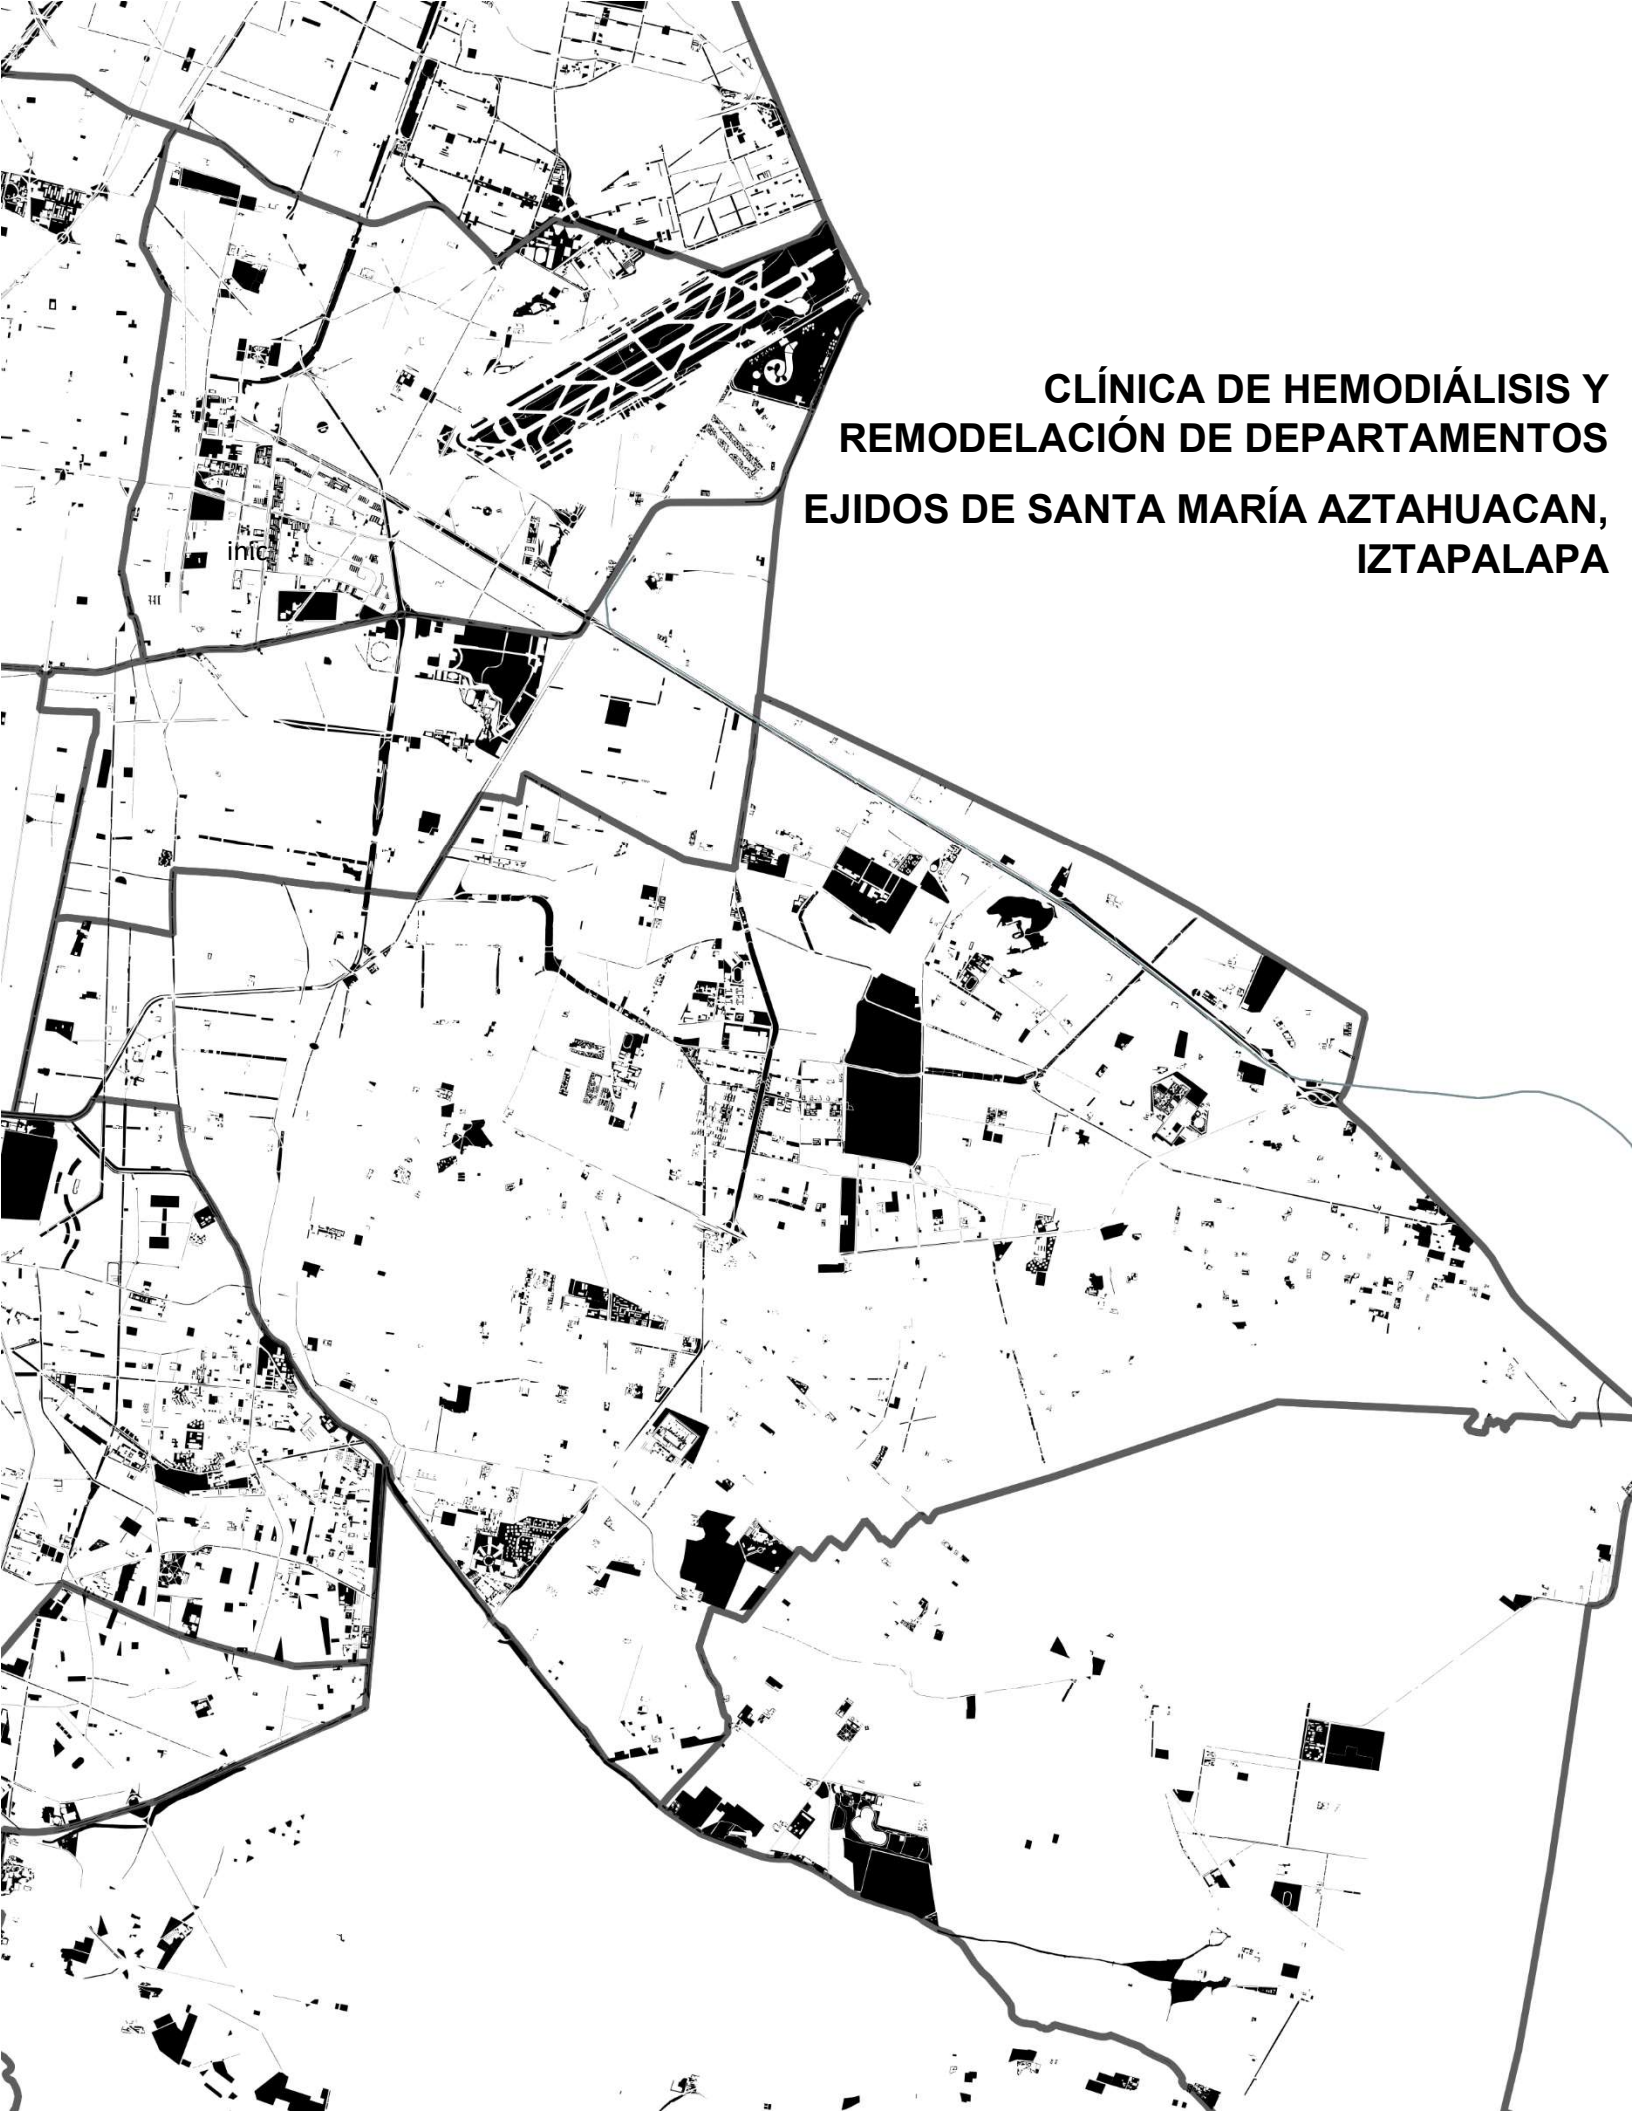 CLÍNICA DE HEMODIÁLISIS Y
REMODELACIÓN DE DEPARTAMENTOS
EJIDOS DE SANTA MARÍA AZTAHUACAN,
IZTAPALAPA
inic